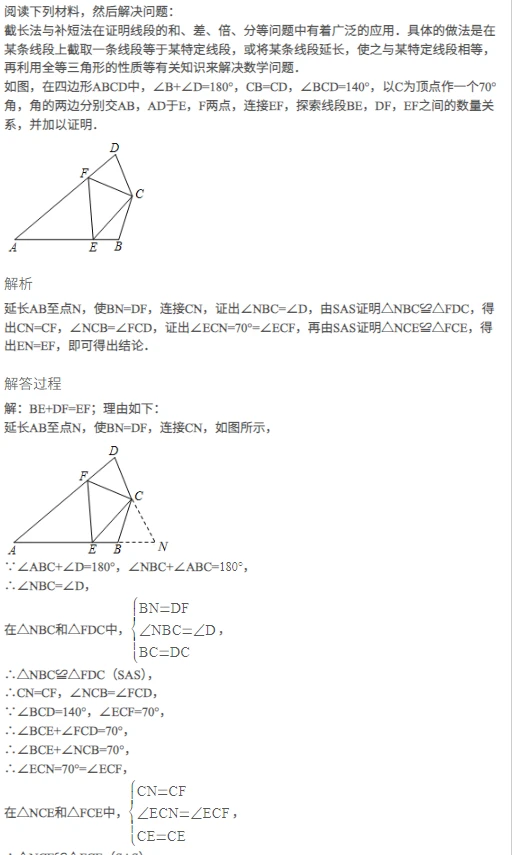 阅读下列材料，然后解决问题：
截长法与补短法在证明线段的和、差、倍、分等问题中有着广泛的应用．具体的做法是在
某条线段上截取一条线段等于某特定线段，或将某条线段延长，使之与某特定线段相等，
再利用全等三角形的性质等有关知识来解决数学问题．
如图，在四边形ABCD中，∠B+∠D=180°，CB=CD，∠BCD=140°，以C为顶点作一个70°
角，角的两边分别交AB，AD于E，F两点，连接EF，探索线段BE，DF，EF之间的数量关
系，并加以证明．
D
F
C
A E B
解析
延长AB至点N，使BN=DF，连接CN，证出∠NBC=∠D，由SAS证明△NBC≌△FDC，得
出CN=CF，∠NCB=∠FCD，证出∠ECN=70°=∠ECF，再由SAS证明△NCE≌△FCE，得
出EN=EF，即可得出结论．
解答过程
解：BE+DF=EF；理由如下：
延长AB至点N，使BN=DF，连接CN，如图所示，
D
F
C
A E B N
∵∠ABC+∠D=180°，∠NBC+∠ABC=180°，
∴∠NBC=∠D，
BN=DF
在△NBC和△FDC中，∠NBC=∠D，
BC=DC
∴△NBC≌△FDC（SAS），
∴CN=CF，∠NCB=∠FCD，
∵∠BCD=140°，∠ECF=70°，
∴∠BCE+∠FCD=70°，
∴∠BCE+∠NCB=70°，
∴∠ECN=70°=∠ECF，
CN=CF
在△NCE和△FCE中，∠ECN=∠ECF，
CE=CE